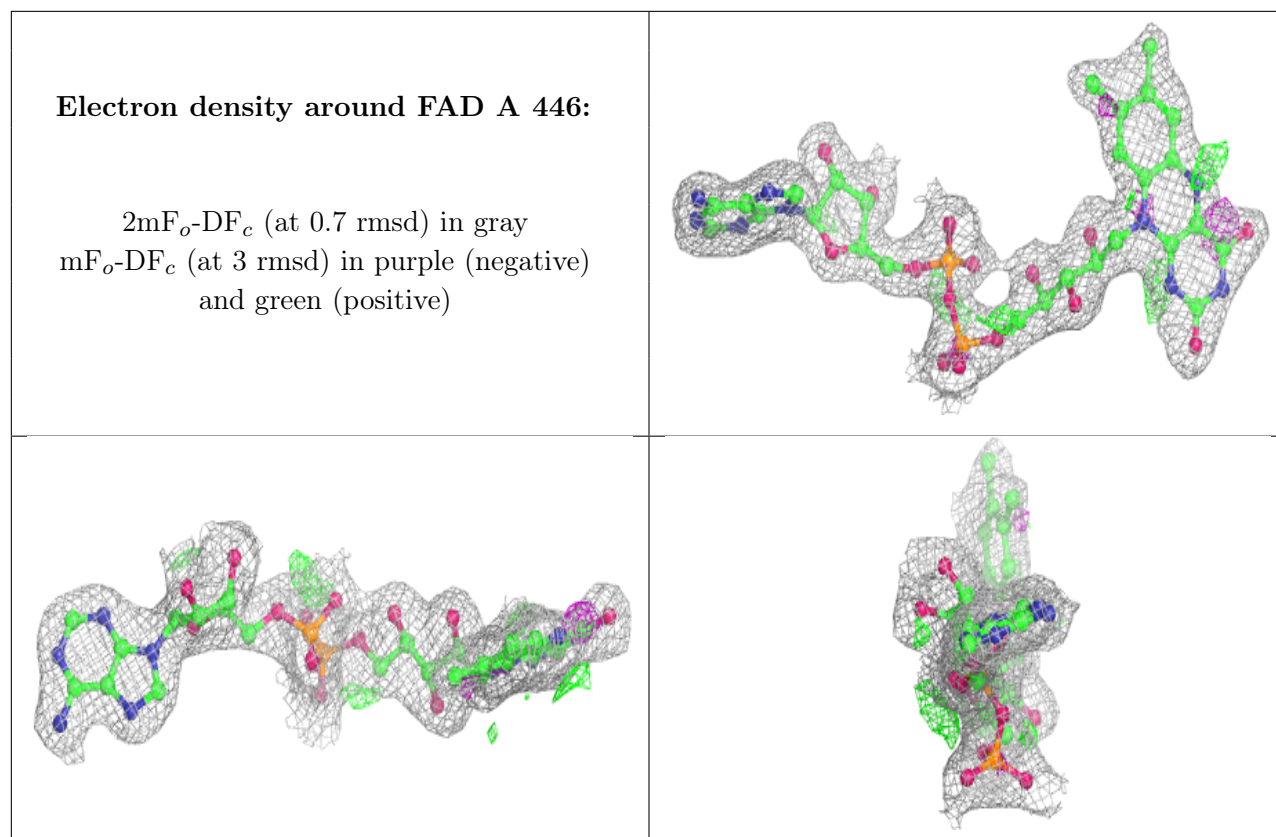 Electron density around FAD A 446:
2mFₒ-DF𝒸 (at 0.7 rmsd) in gray
mFₒ-DF𝒸 (at 3 rmsd) in purple (negative)
and green (positive)